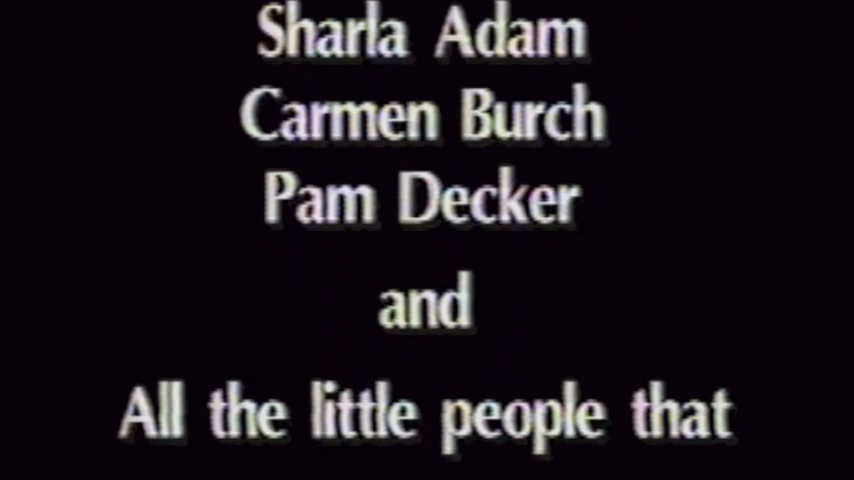 Sharla Adam
Carmen Burch
Pam Decker
and
All the little people that